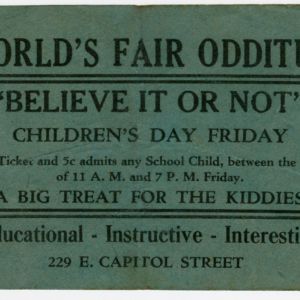 ORLD'S FAIR ODDITO
"BELIEVE IT OR NOT"
CHILDREN'S DAY FRIDAY
Ticket and 5c admits any School Child, between the
of 11 A. M. and 7 P. M. Friday.
A BIG TREAT FOR THE KIDDIES
ducational - Instructive - Interesti
229 E. CAPITOL STREET